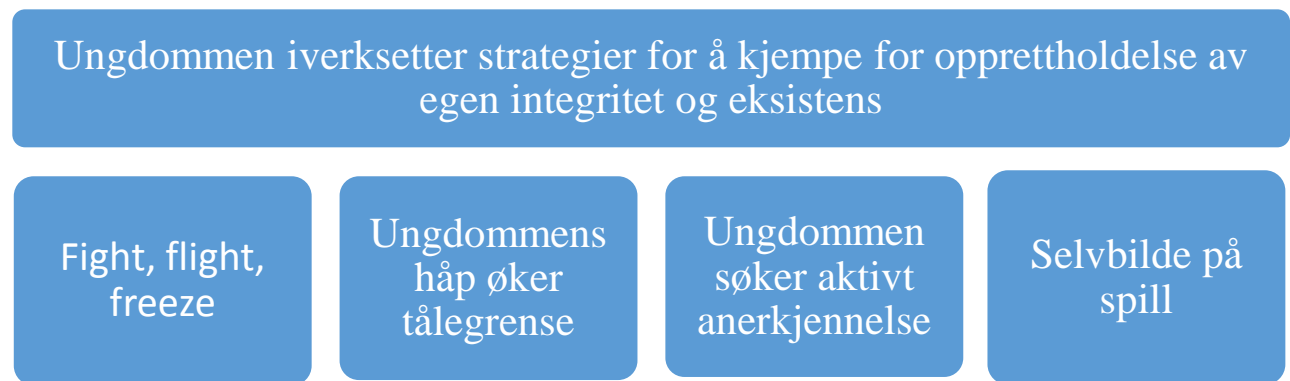 Ungdommen iverksetter strategier for å kjempe for opprettholdelse av
egen integritet og eksistens
Fight, flight,
freeze
Ungdommens
håp øker
tålegrense
Ungdommen
søker aktivt
anerkjennelse
Selvbilde på
spill